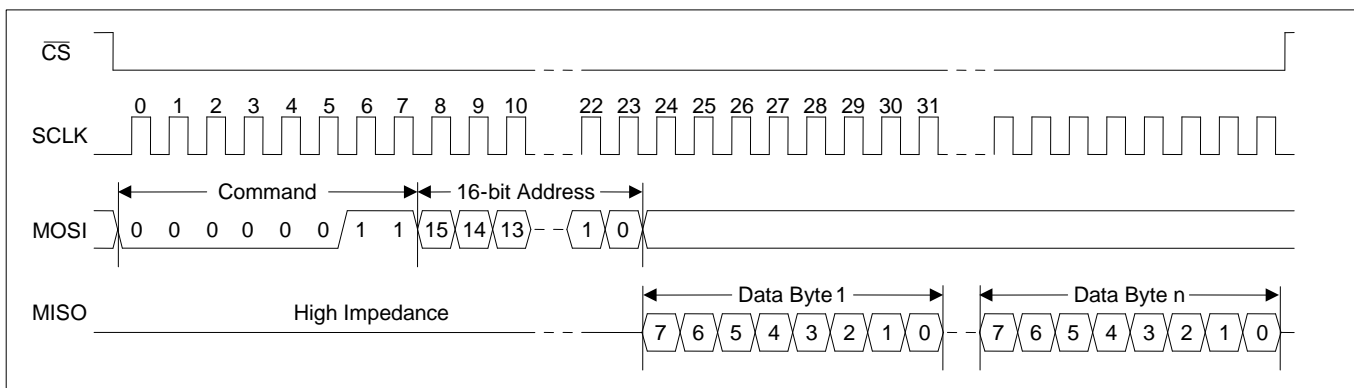 CS
0 1 2 3 4 5 6 7 8 9 10 22 23 24 25 26 27 28 29 30 31
SCLK
Command 16-bit Address
MOSI 0 0 0 0 0 0 1 1 15 14 13 1 0
Data Byte 1 Data Byte n
MISO High Impedance
7 6 5 4 3 2 1 0 7 6 5 4 3 2 1 0